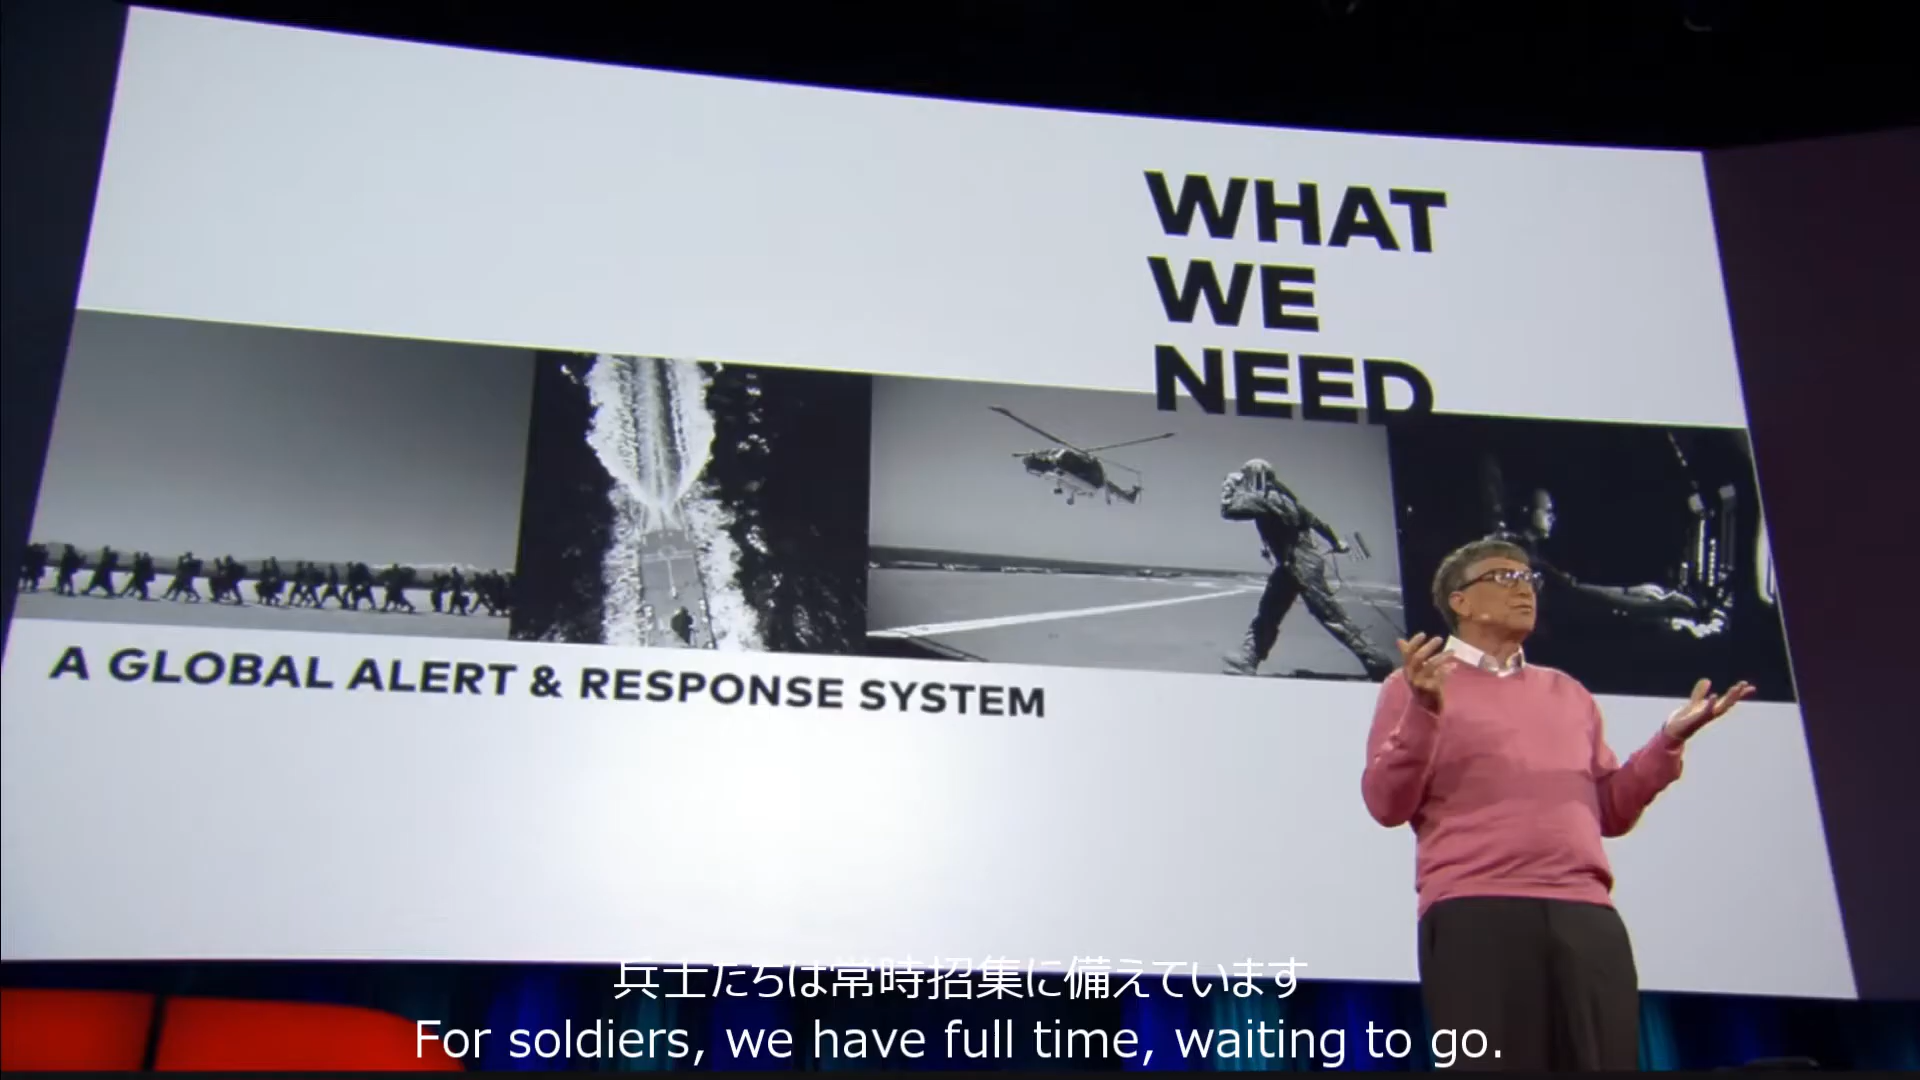 WHAT
WE
NEED
A GLOBAL ALERT & RESPONSE SYSTEM
兵士たちは常時招集に備えています
For soldiers, we have full time, waiting to go.